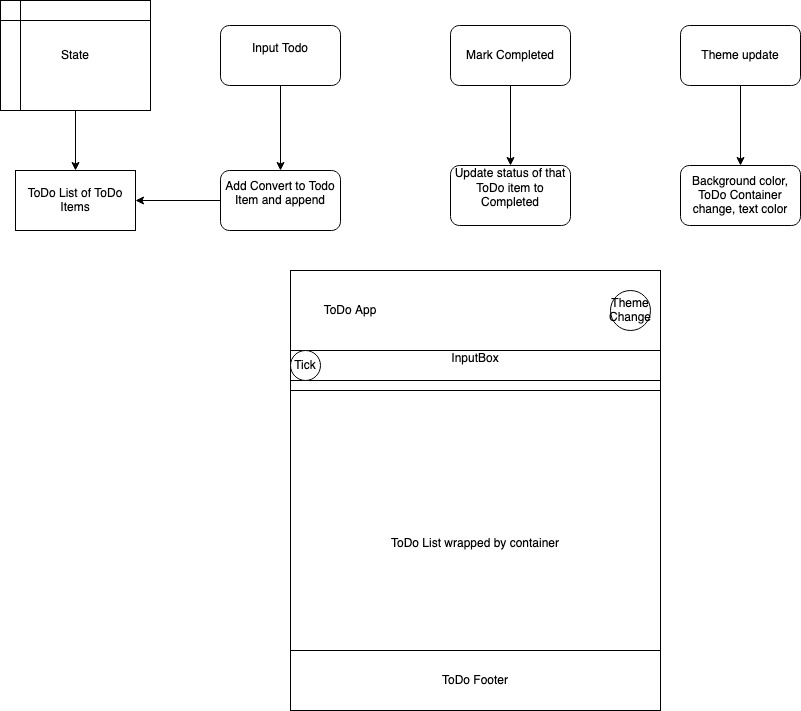 State
Input Todo
Mark Completed
Theme update
ToDo List of ToDo
Items
Add Convert to Todo
Item and append
Update status of that
ToDo item to
Completed
Background color,
ToDo Container
change, text color
ToDo App
Theme
Change
Tick
InputBox
ToDo List wrapped by container
ToDo Footer